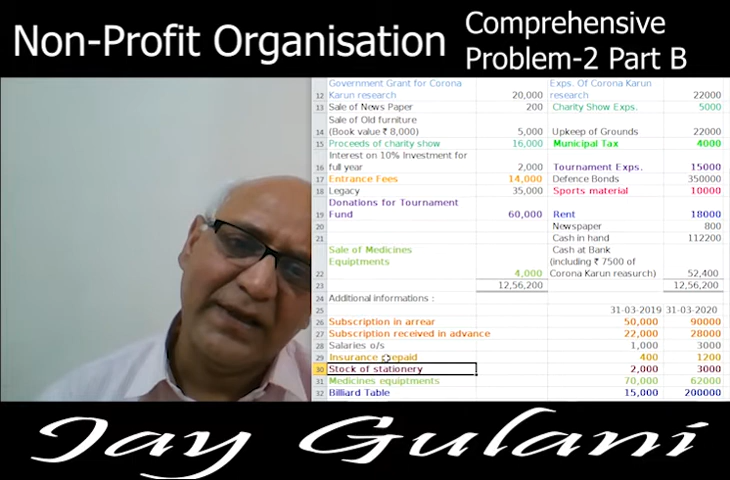 Non-Profit Organisation
Comprehensive
Problem-2 Part B
Government Grant for Corona Exps. Of Corona Karun
12 Karun research 20,000 research 22000
13 Sale of News Paper 200 Charity Show Exps. 5000
Sale of Old furniture
14 (Book value ₹ 8,000) 5,000 Upkeep of Grounds 22000
15 Proceeds of charity show 16,000 Municipal Tax 4000
Interest on 10% Investment for
16 full year 2,000 Tournament Exps. 15000
17 Entrance Fees 14,000 Defence Bonds 350000
18 Legacy 35,000 Sports material 10000
Donations for Tournament
19 Fund 60,000 Rent 18000
20 Newspaper 800
21 Cash in hand 112200
Sale of Medicines Cash at Bank
Equiptments (including ₹ 7500 of
22 4,000 Corona Karun reasurch) 52,400
23 12,56,200 12,56,200
24 Additional informations :
25 31-03-2019 31-03-2020
26 Subscription in arrear 50,000 90000
27 Subscription received in advance 22,000 28000
28 Salaries o/s 1,000 3000
29 Insurance prepaid 400 1200
30 Stock of stationery 2,000 3000
31 Medicines equiptments 70,000 62000
32 Billiard Table 15,000 200000
Jay Gulani